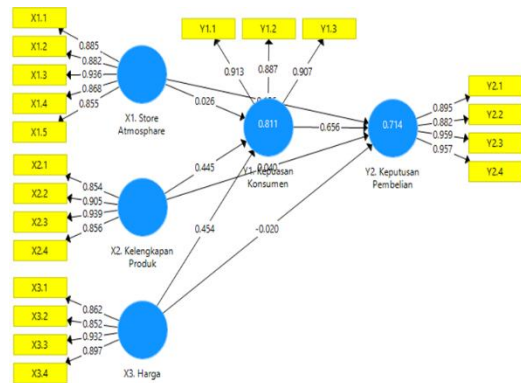 X1.1
X1.2
X1.3
X1.4
X1.5
0.885
0.882
0.936
0.868
0.855
X1. Store
Atmosphare
X2.1
X2.2
X2.3
X2.4
0.854
0.905
0.939
0.856
X2. Kelengkapan
Produk
X3.1
X3.2
X3.3
X3.4
0.862
0.852
0.932
0.897
X3. Harga
Y1.1
Y1.2
Y1.3
0.913
0.887
0.907
0.811
Y1. Kepuasan
Konsumen
0.026
0.445
0.454
0.656
0.040
-0.020
0.714
Y2. Keputusan
Pembelian
0.895
0.882
0.959
0.957
Y2.1
Y2.2
Y2.3
Y2.4